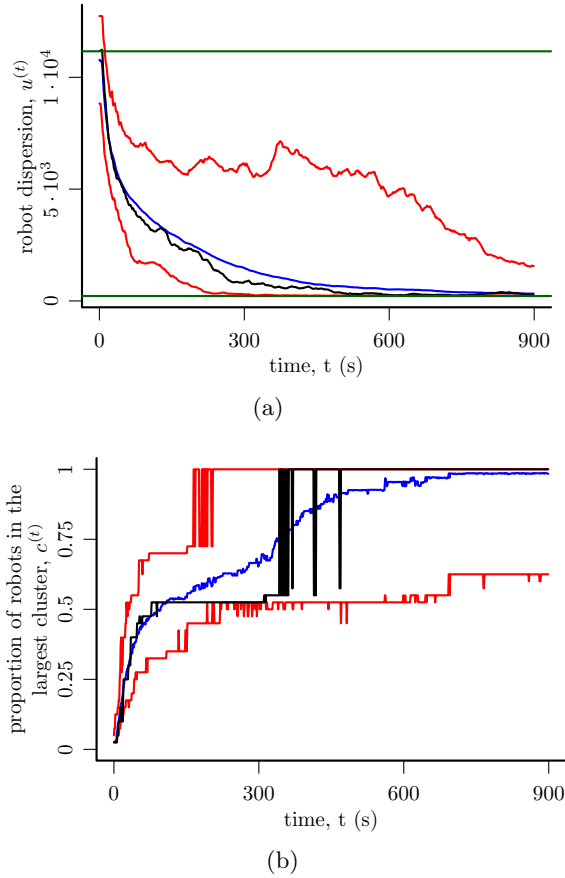 robot dispersion, u^(t)
1 · 10^4
5 · 10^3
0
0 300 600 900
time, t (s)
(a)
proportion of robots in the
largest cluster, c^(t)
1
0.75
0.5
0.25
0
0 300 600 900
time, t (s)
(b)